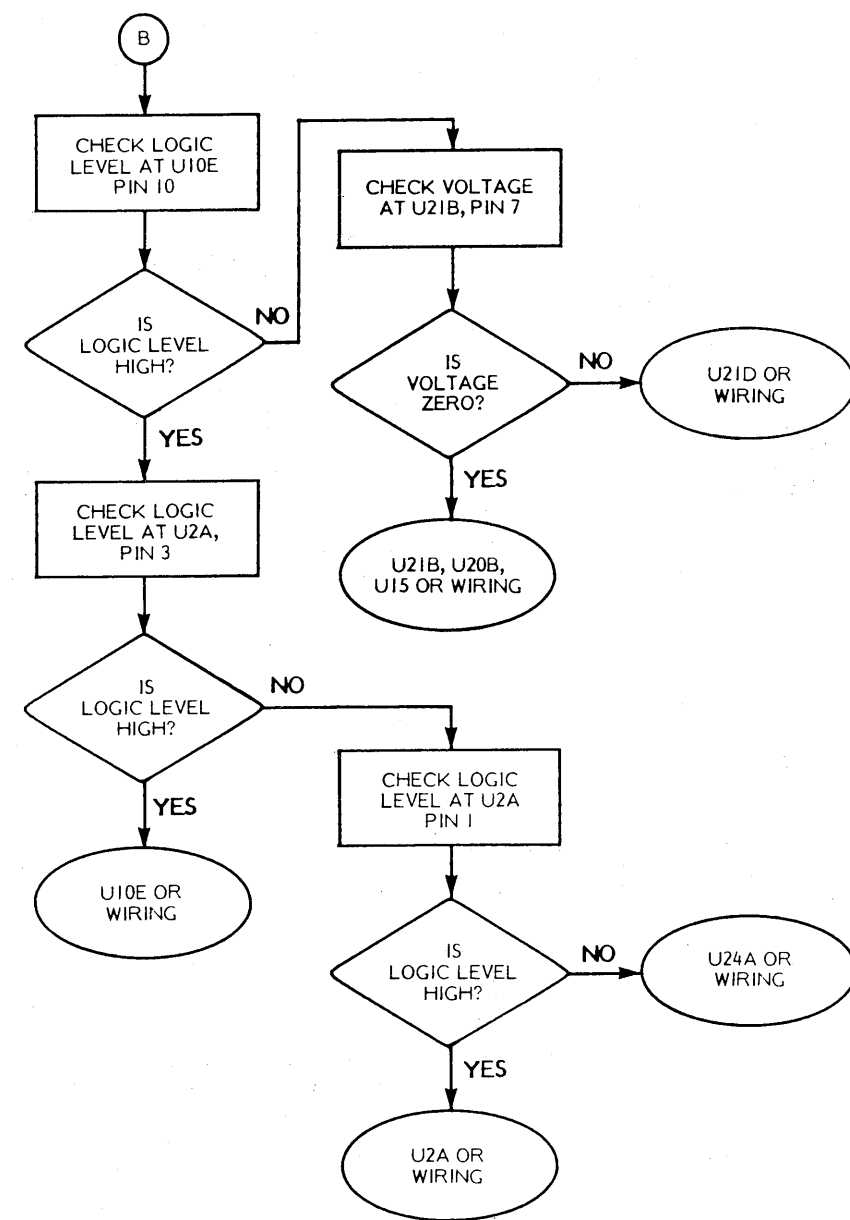 B
CHECK LOGIC
LEVEL AT U10E
PIN 10
IS
LOGIC LEVEL
HIGH?
NO
YES
CHECK VOLTAGE
AT U21B, PIN 7
IS
VOLTAGE
ZERO?
NO
U21D OR
WIRING
YES
U21B, U20B,
U15 OR WIRING
CHECK LOGIC
LEVEL AT U2A,
PIN 3
IS
LOGIC LEVEL
HIGH?
NO
YES
U10E OR
WIRING
CHECK LOGIC
LEVEL AT U2A
PIN 1
IS
LOGIC LEVEL
HIGH?
NO
U24A OR
WIRING
YES
U2A OR
WIRING